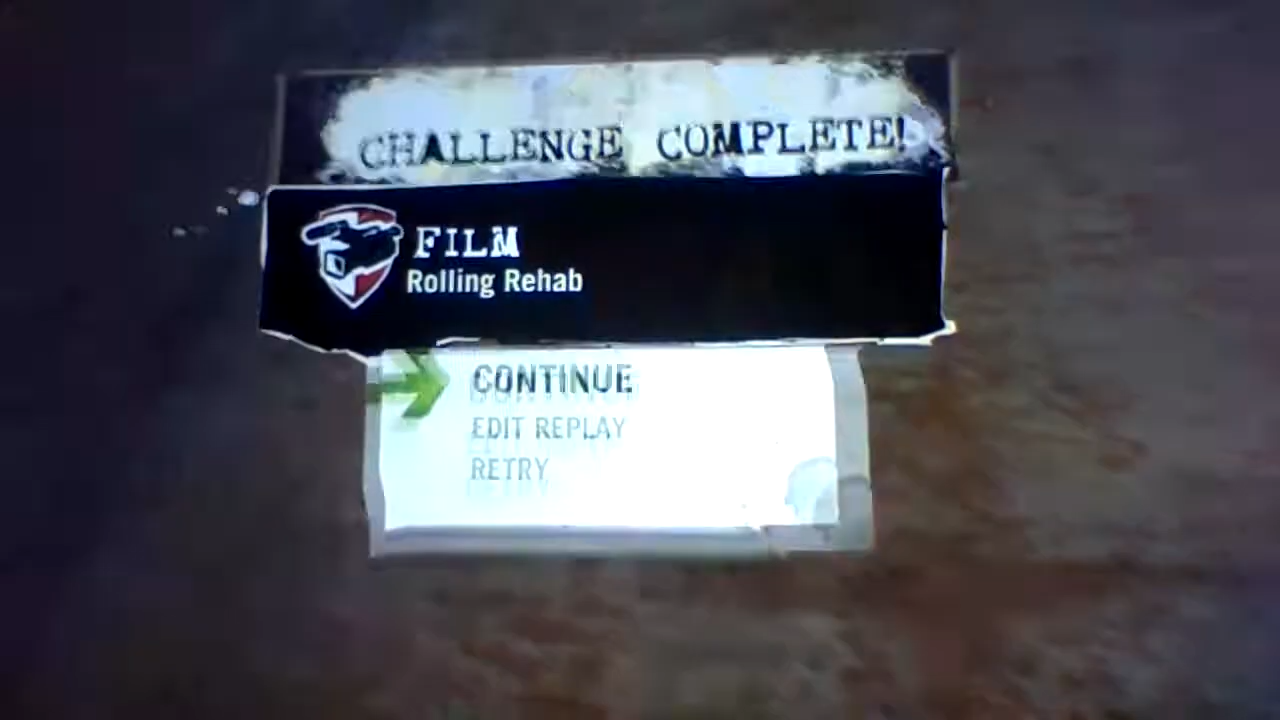 CHALLENGE COMPLETE!
FILM
Rolling Rehab
CONTINUE
EDIT REPLAY
RETRY